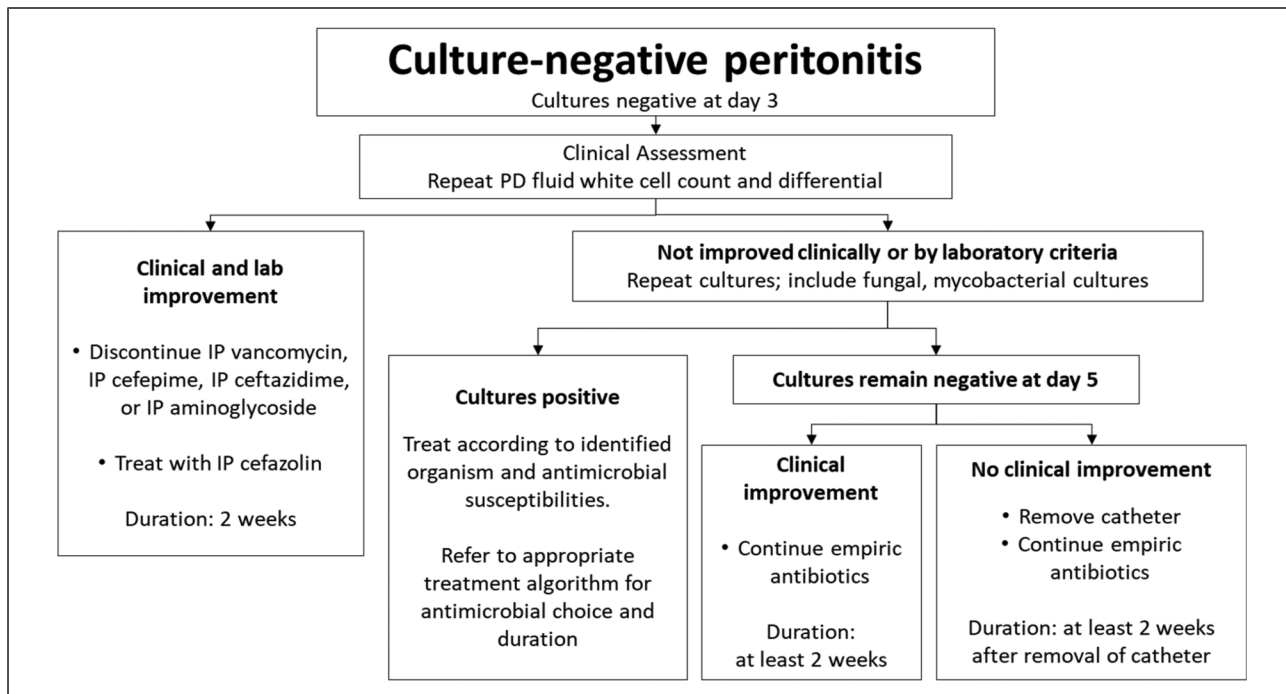 Culture-negative peritonitis
Cultures negative at day 3
Clinical Assessment
Repeat PD fluid white cell count and differential
Clinical and lab
improvement
• Discontinue IP vancomycin,
IP cefepime, IP ceftazidime,
or IP aminoglycoside
• Treat with IP cefazolin
Duration: 2 weeks
Not improved clinically or by laboratory criteria
Repeat cultures; include fungal, mycobacterial cultures
Cultures positive
Treat according to identified
organism and antimicrobial
susceptibilities.
Refer to appropriate
treatment algorithm for
antimicrobial choice and
duration
Cultures remain negative at day 5
Clinical
improvement
• Continue empiric
antibiotics
Duration:
at least 2 weeks
No clinical improvement
• Remove catheter
• Continue empiric
antibiotics
Duration: at least 2 weeks
after removal of catheter